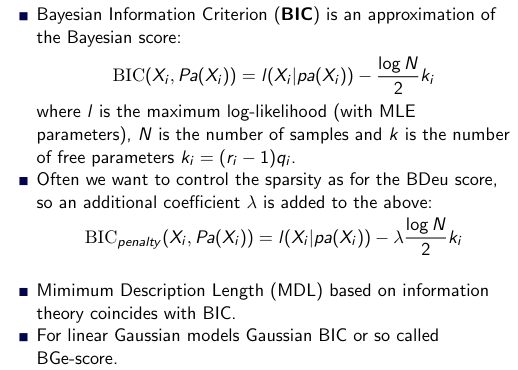 Bayesian Information Criterion (BIC) is an approximation of
the Bayesian score:
BIC(X_i, Pa(X_i)) = l(X_i|pa(X_i)) − \frac{log N}{2} k_i
where l is the maximum log-likelihood (with MLE
parameters), N is the number of samples and k is the number
of free parameters k_i = (r_i − 1)q_i.
Often we want to control the sparsity as for the BDeu score,
so an additional coefficient λ is added to the above:
BIC_{penalty}(X_i, Pa(X_i)) = l(X_i|pa(X_i)) − λ\frac{log N}{2} k_i
Mimimum Description Length (MDL) based on information
theory coincides with BIC.
For linear Gaussian models Gaussian BIC or so called
BGe-score.